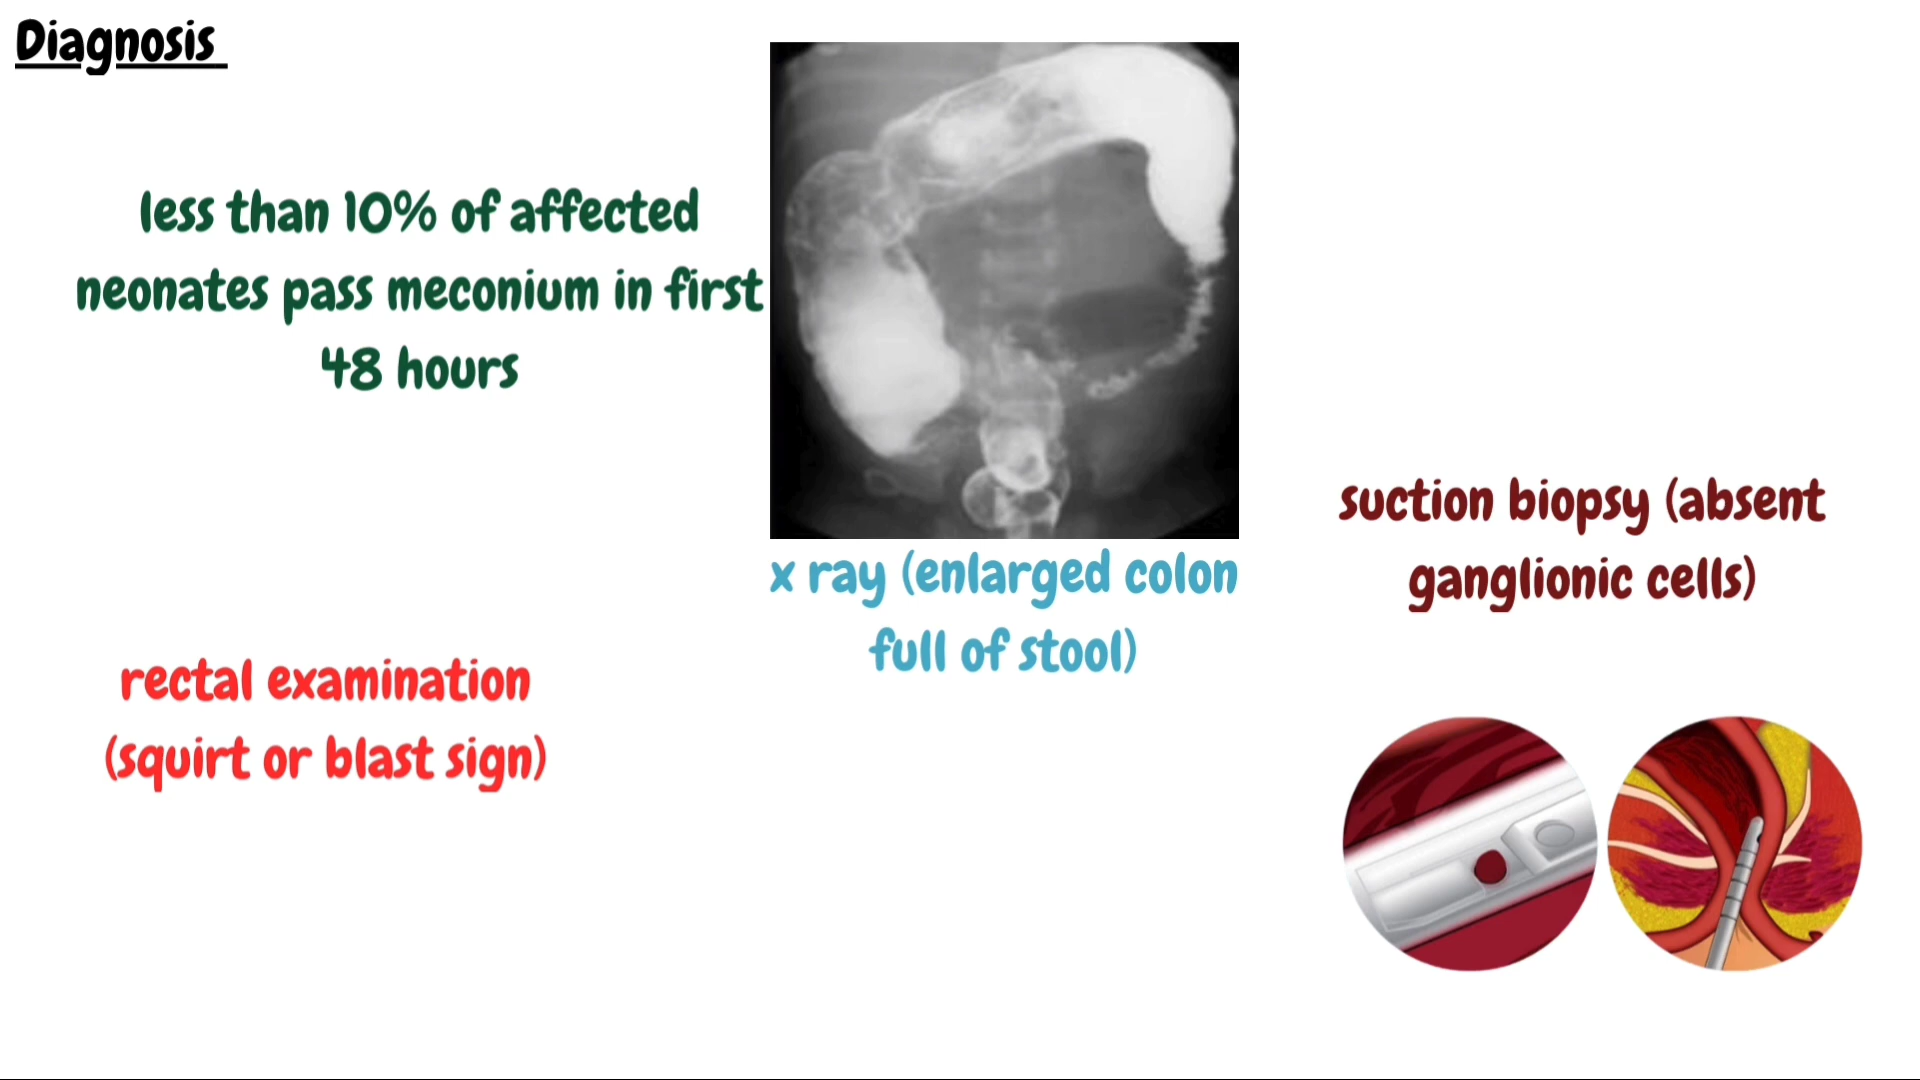 Diagnosis
less than 10% of affected
neonates pass meconium in first
48 hours
rectal examination
(squirt or blast sign)
x ray (enlarged colon
full of stool)
suction biopsy (absent
ganglionic cells)